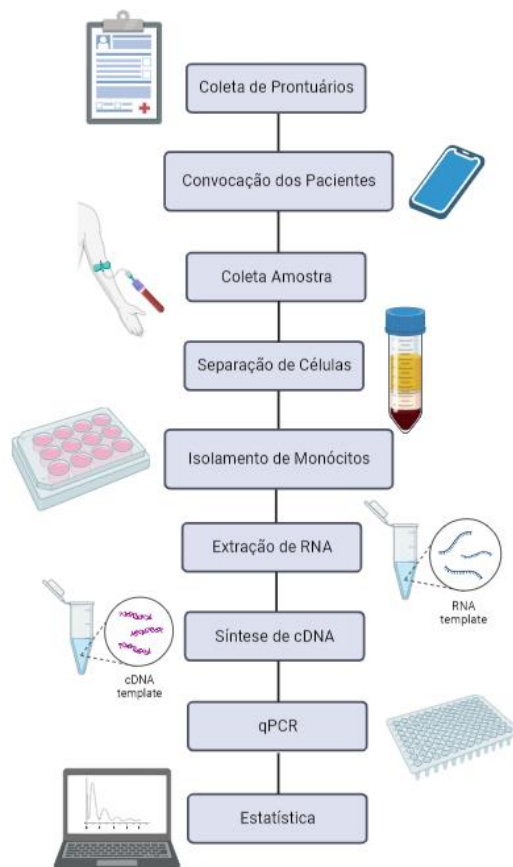 Coleta de Prontuários
Convocação dos Pacientes
Coleta Amostra
Separação de Células
Isolamento de Monócitos
Extração de RNA
RNA
template
Síntese de cDNA
cDNA
template
qPCR
Estatística